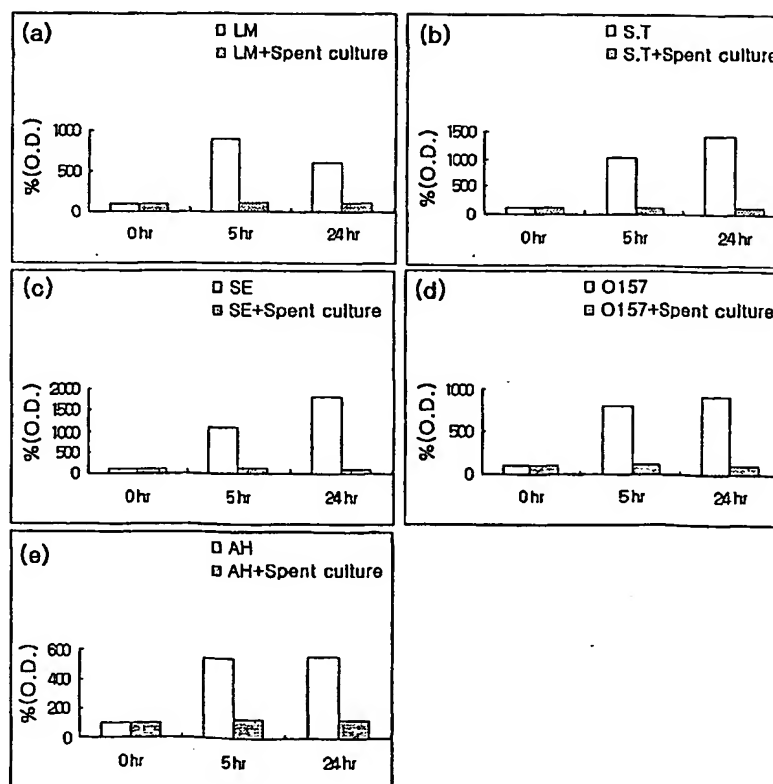 (a)
LM
LM+Spent culture
%(O.D.)
1000
500
0
0hr 5hr 24hr
(b)
S.T
S.T+Spent culture
%(O.D.)
1500
1000
500
0
0hr 5hr 24hr
(c)
SE
SE+Spent culture
%(O.D.)
2000
1500
1000
500
0
0hr 5hr 24hr
(d)
O157
O157+Spent culture
%(O.D.)
1000
500
0
0hr 5hr 24hr
(e)
AH
AH+Spent culture
%(O.D.)
600
400
200
0
0hr 5hr 24hr